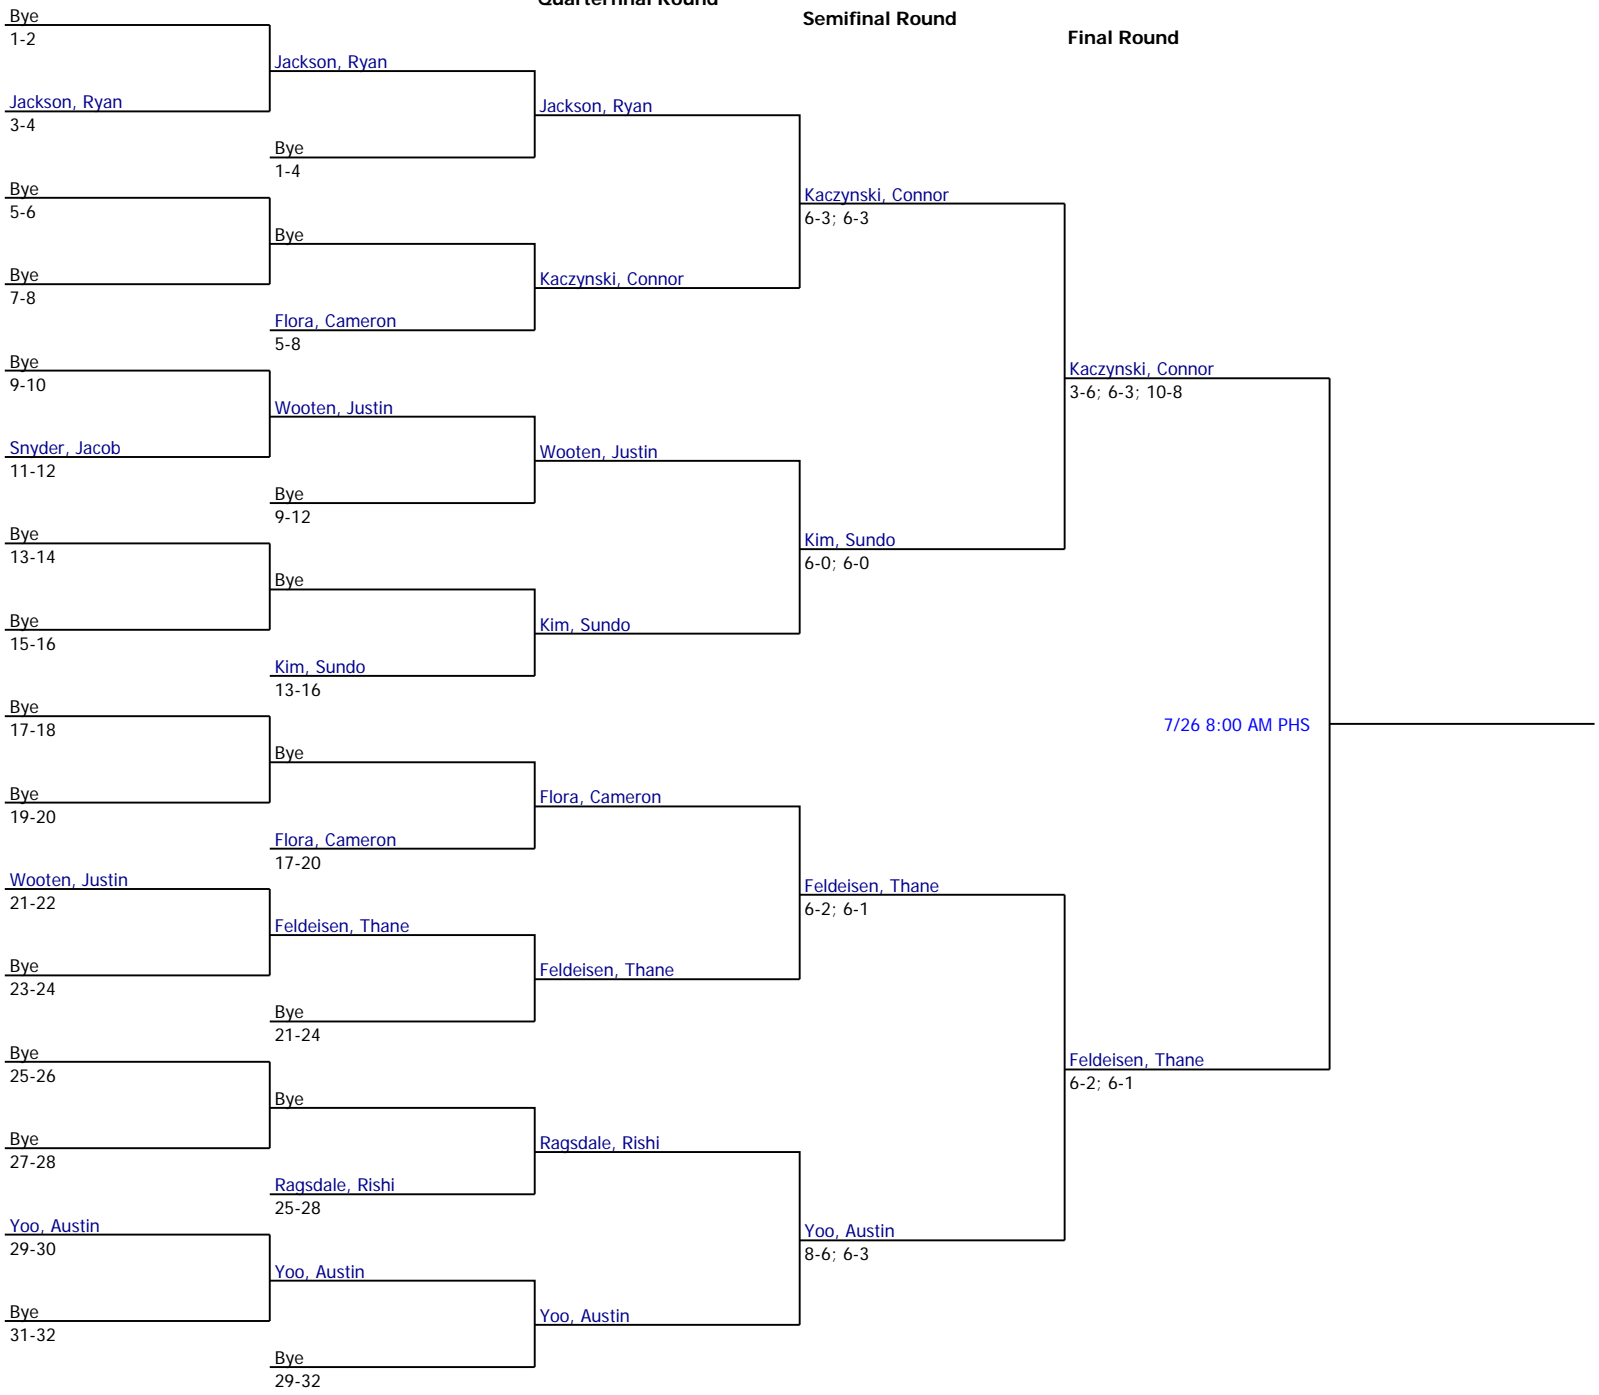 Quarterfinal Round
Semifinal Round
Final Round
Bye
1-2
Jackson, Ryan
3-4
Bye
5-6
Bye
7-8
Bye
9-10
Snyder, Jacob
11-12
Bye
13-14
Bye
15-16
Bye
17-18
Bye
19-20
Wooten, Justin
21-22
Bye
23-24
Bye
25-26
Bye
27-28
Yoo, Austin
29-30
Bye
31-32
Jackson, Ryan
Bye
1-4
Bye
Flora, Cameron
5-8
Wooten, Justin
Bye
9-12
Bye
Kim, Sundo
13-16
Bye
Flora, Cameron
17-20
Feldeisen, Thane
Bye
21-24
Bye
Ragsdale, Rishi
25-28
Yoo, Austin
Bye
29-32
Jackson, Ryan
Kaczynski, Connor
Wooten, Justin
Kim, Sundo
Flora, Cameron
Feldeisen, Thane
Ragsdale, Rishi
Yoo, Austin
Kaczynski, Connor
6-3; 6-3
Kim, Sundo
6-0; 6-0
Feldeisen, Thane
6-2; 6-1
Yoo, Austin
8-6; 6-3
Kaczynski, Connor
3-6; 6-3; 10-8
Feldeisen, Thane
6-2; 6-1
7/26 8:00 AM PHS